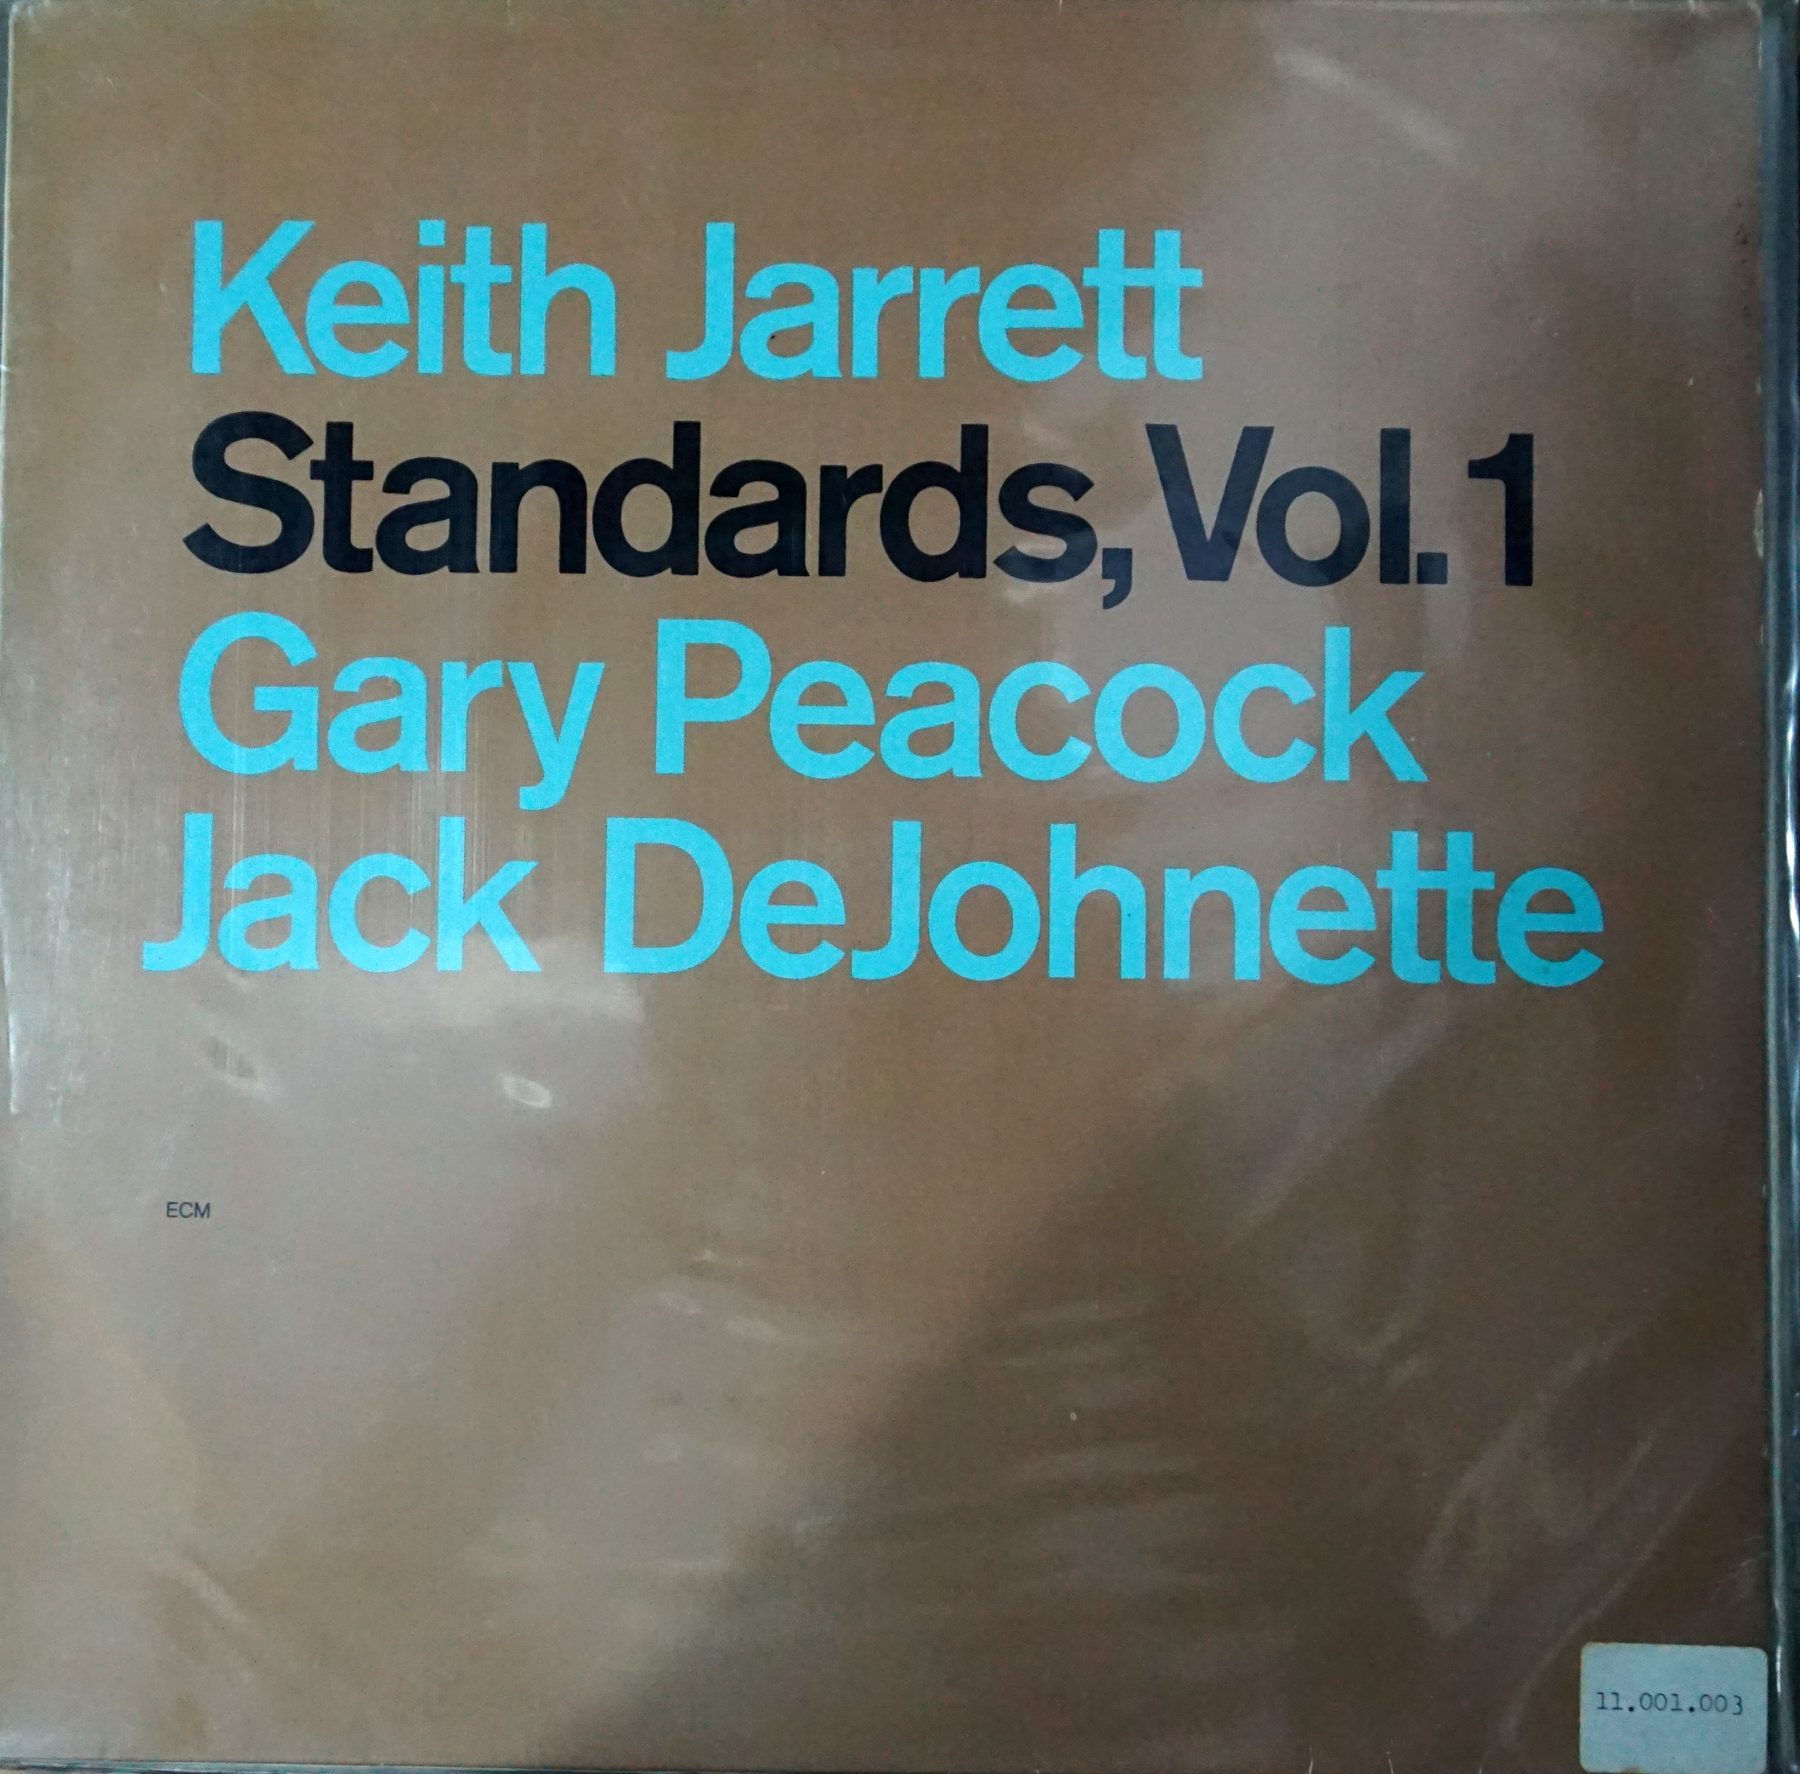 Keith Jarrett
Standards, Vol. 1
Gary Peacock
Jack DeJohnette
ECM
11.001.003